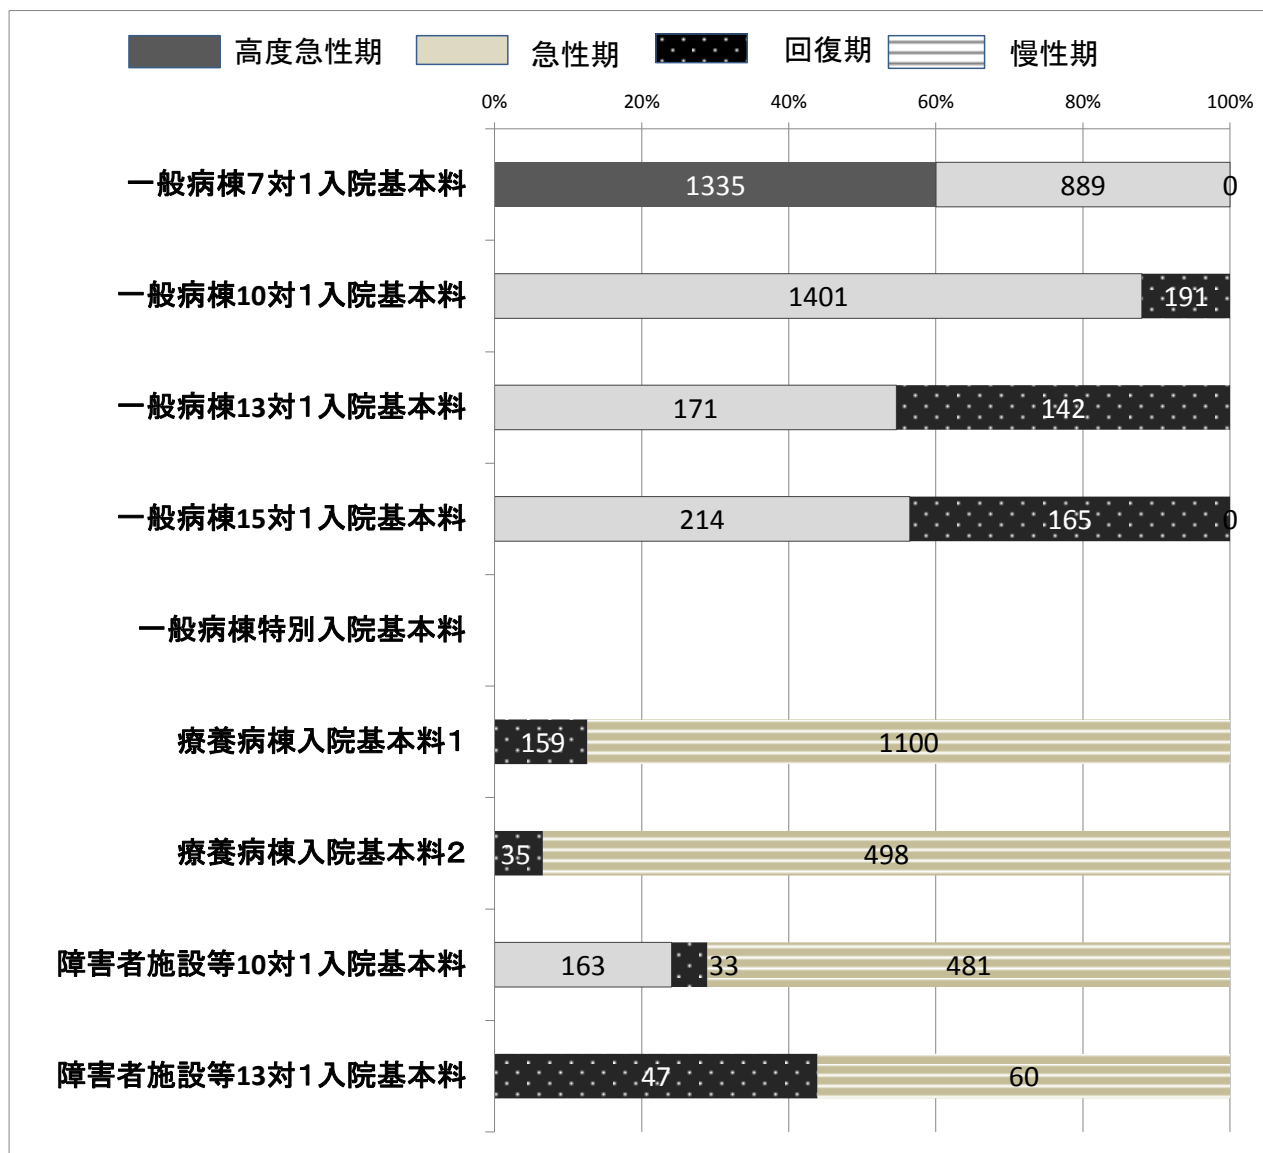 高度急性期 急性期 回復期 慢性期
0% 20% 40% 60% 80% 100%
一般病棟7対1入院基本料 1335 889 0
一般病棟10対1入院基本料 1401 191
一般病棟13対1入院基本料 171 142
一般病棟15対1入院基本料 214 165 0
一般病棟特別入院基本料
療養病棟入院基本料1 159 1100
療養病棟入院基本料2 35 498
障害者施設等10対1入院基本料 163 33 481
障害者施設等13対1入院基本料 47 60